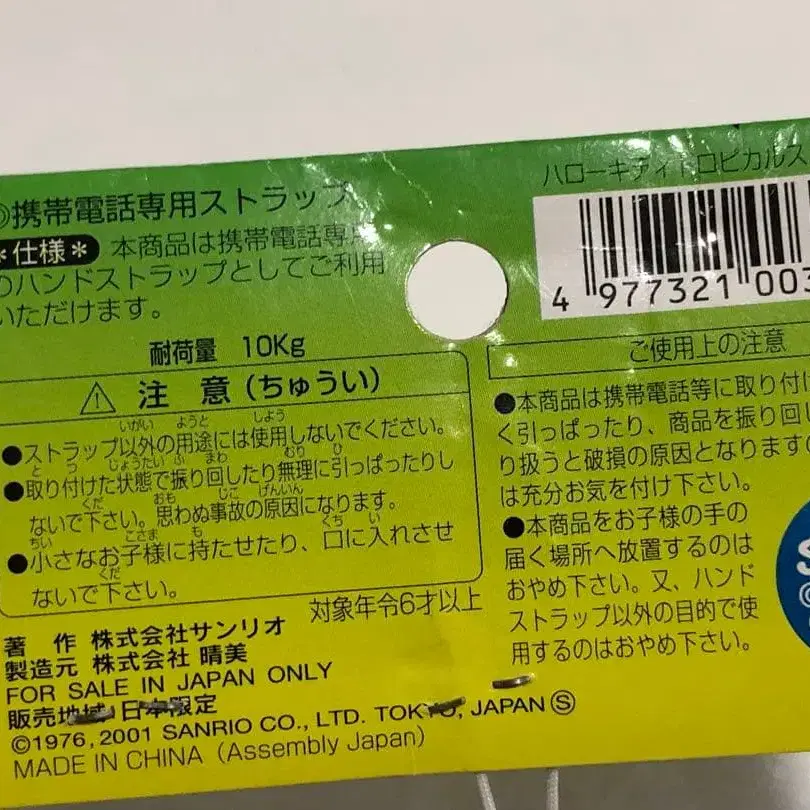 ◎携帯電話専用ストラップ
＊仕様＊ 本商品は携帯電話専用
のハンドストラップとしてご利用
いただけます。
耐荷量 10Kg
⚠ 注 意(ちゅうい)
●ストラップ以外の用途には使用しないでください。
●取り付けた状態で振り回したり無理に引っぱったりし
ないで下さい。思わぬ事故の原因になります。
●小さなお子様に持たせたり、口に入れさせ
ないで下さい。
対象年令6才以上
著 作 株式会社サンリオ
製造元 株式会社 晴美
FOR SALE IN JAPAN ONLY
販売地域 日本限定
©1976,2001 SANRIO CO., LTD. TOKYO, JAPAN Ⓢ
MADE IN CHINA (Assembly Japan)
ハローキティトロピカルス
4 977321 003
ご使用上の注意
●本商品は携帯電話等に取り付け
く引っぱったり、商品を振り回し
り扱うと破損の原因となります
は充分お気を付け下さい。
●本商品をお子様の手の
届く場所へ放置するのは
おやめ下さい。又、ハンド
ストラップ以外の目的で使
用するのはおやめ下さい。